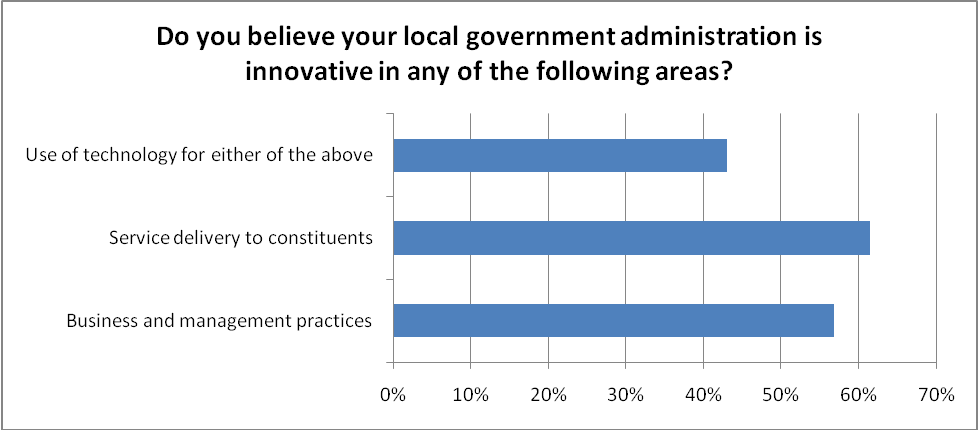 Do you believe your local government administration is
innovative in any of the following areas?
Use of technology for either of the above
Service delivery to constituents
Business and management practices
0% 10% 20% 30% 40% 50% 60% 70%